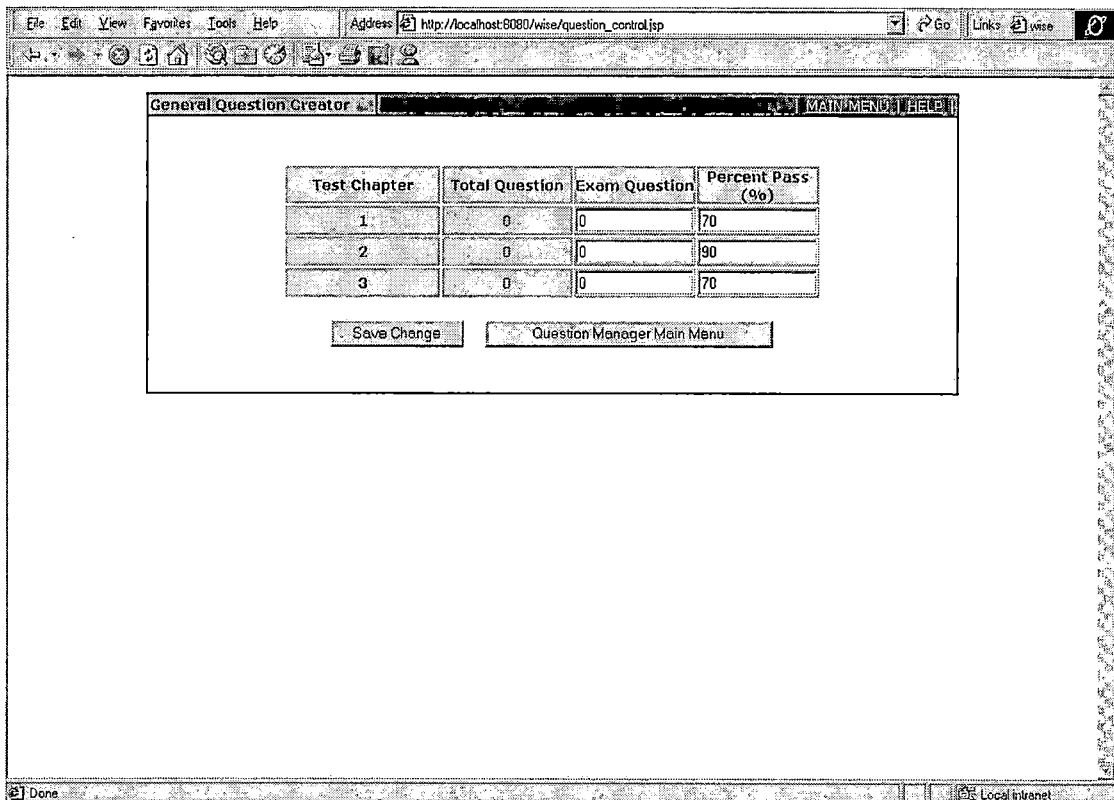 File Edit View Favorites Tools Help Address http://localhost:8080/wise/question_control.jsp Go Links wise
General Question Creator MAIN MENU | HELP |
Test Chapter Total Question Exam Question Percent Pass (%)
1 0 0 70
2 0 0 90
3 0 0 70
Save Change Question Manager Main Menu
Done Local intranet